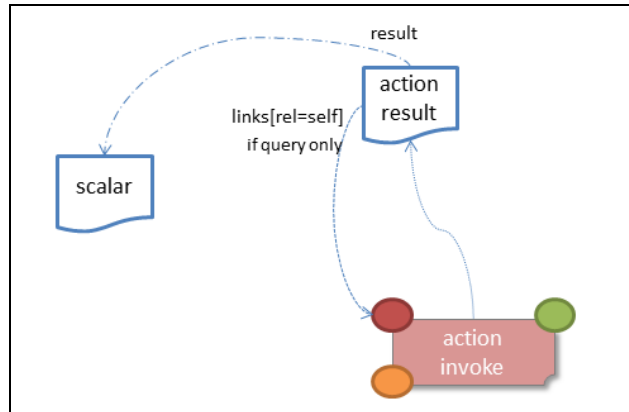 result
action
result
links[rel=self]
if query only
scalar
action
invoke